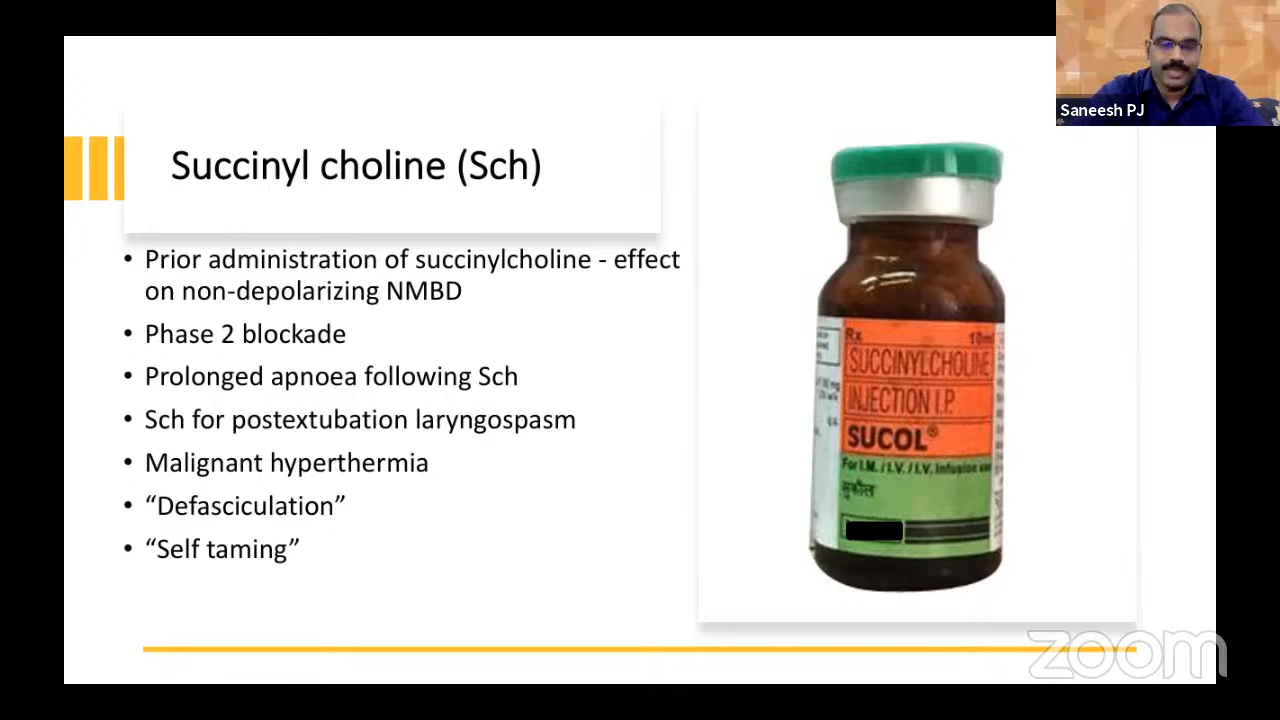 Saneesh PJ
Succinyl choline (Sch)
• Prior administration of succinylcholine - effect
on non-depolarizing NMBD
• Phase 2 blockade
• Prolonged apnoea following Sch
• Sch for postextubation laryngospasm
• Malignant hyperthermia
• “Defasciculation”
• “Self taming”
Rx 10ml
SUCCINYLCHOLINE
INJECTION I.P.
SUCOL®
For I.M. / I.V. / I.V. Infusion use
सुकौल
zoom